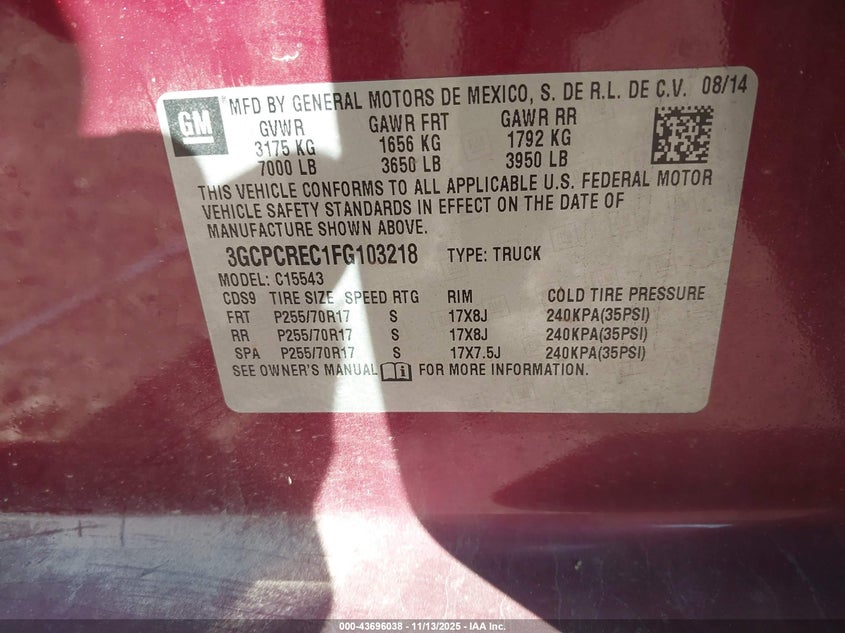 GM
MFD BY GENERAL MOTORS DE MEXICO, S. DE R.L. DE C.V. 08/14
GVWR GAWR FRT GAWR RR
3175 KG 1656 KG 1792 KG
7000 LB 3650 LB 3950 LB
THIS VEHICLE CONFORMS TO ALL APPLICABLE U.S. FEDERAL MOTOR
VEHICLE SAFETY STANDARDS IN EFFECT ON THE DATE OF
MANUFACTURE SHOWN ABOVE.
3GCPCREC1FG103218 TYPE: TRUCK
MODEL: C15543
CDS9 TIRE SIZE SPEED RTG RIM COLD TIRE PRESSURE
FRT P255/70R17 S 17X8J 240KPA(35PSI)
RR P255/70R17 S 17X8J 240KPA(35PSI)
SPA P255/70R17 S 17X7.5J 240KPA(35PSI)
SEE OWNER'S MANUAL FOR MORE INFORMATION.
000-43696038 - 11/13/2025 - IAA Inc.